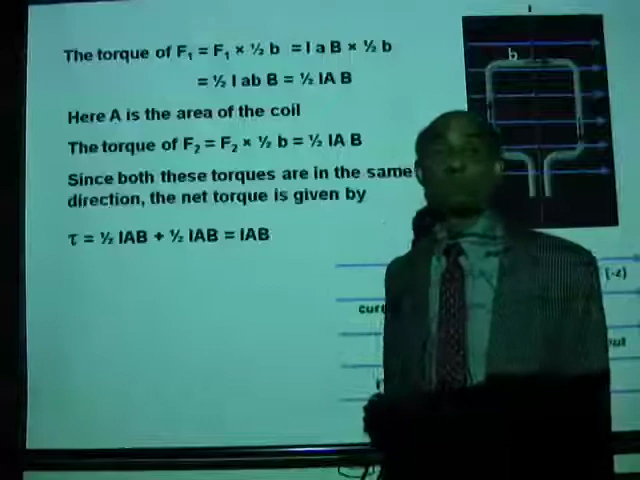 The torque of F₁ = F₁ × ½ b = I a B × ½ b
= ½ I ab B = ½ IA B
Here A is the area of the coil
The torque of F₂ = F₂ × ½ b = ½ IA B
Since both these torques are in the same
direction, the net torque is given by
τ = ½ IAB + ½ IAB = IAB
b
(-z)